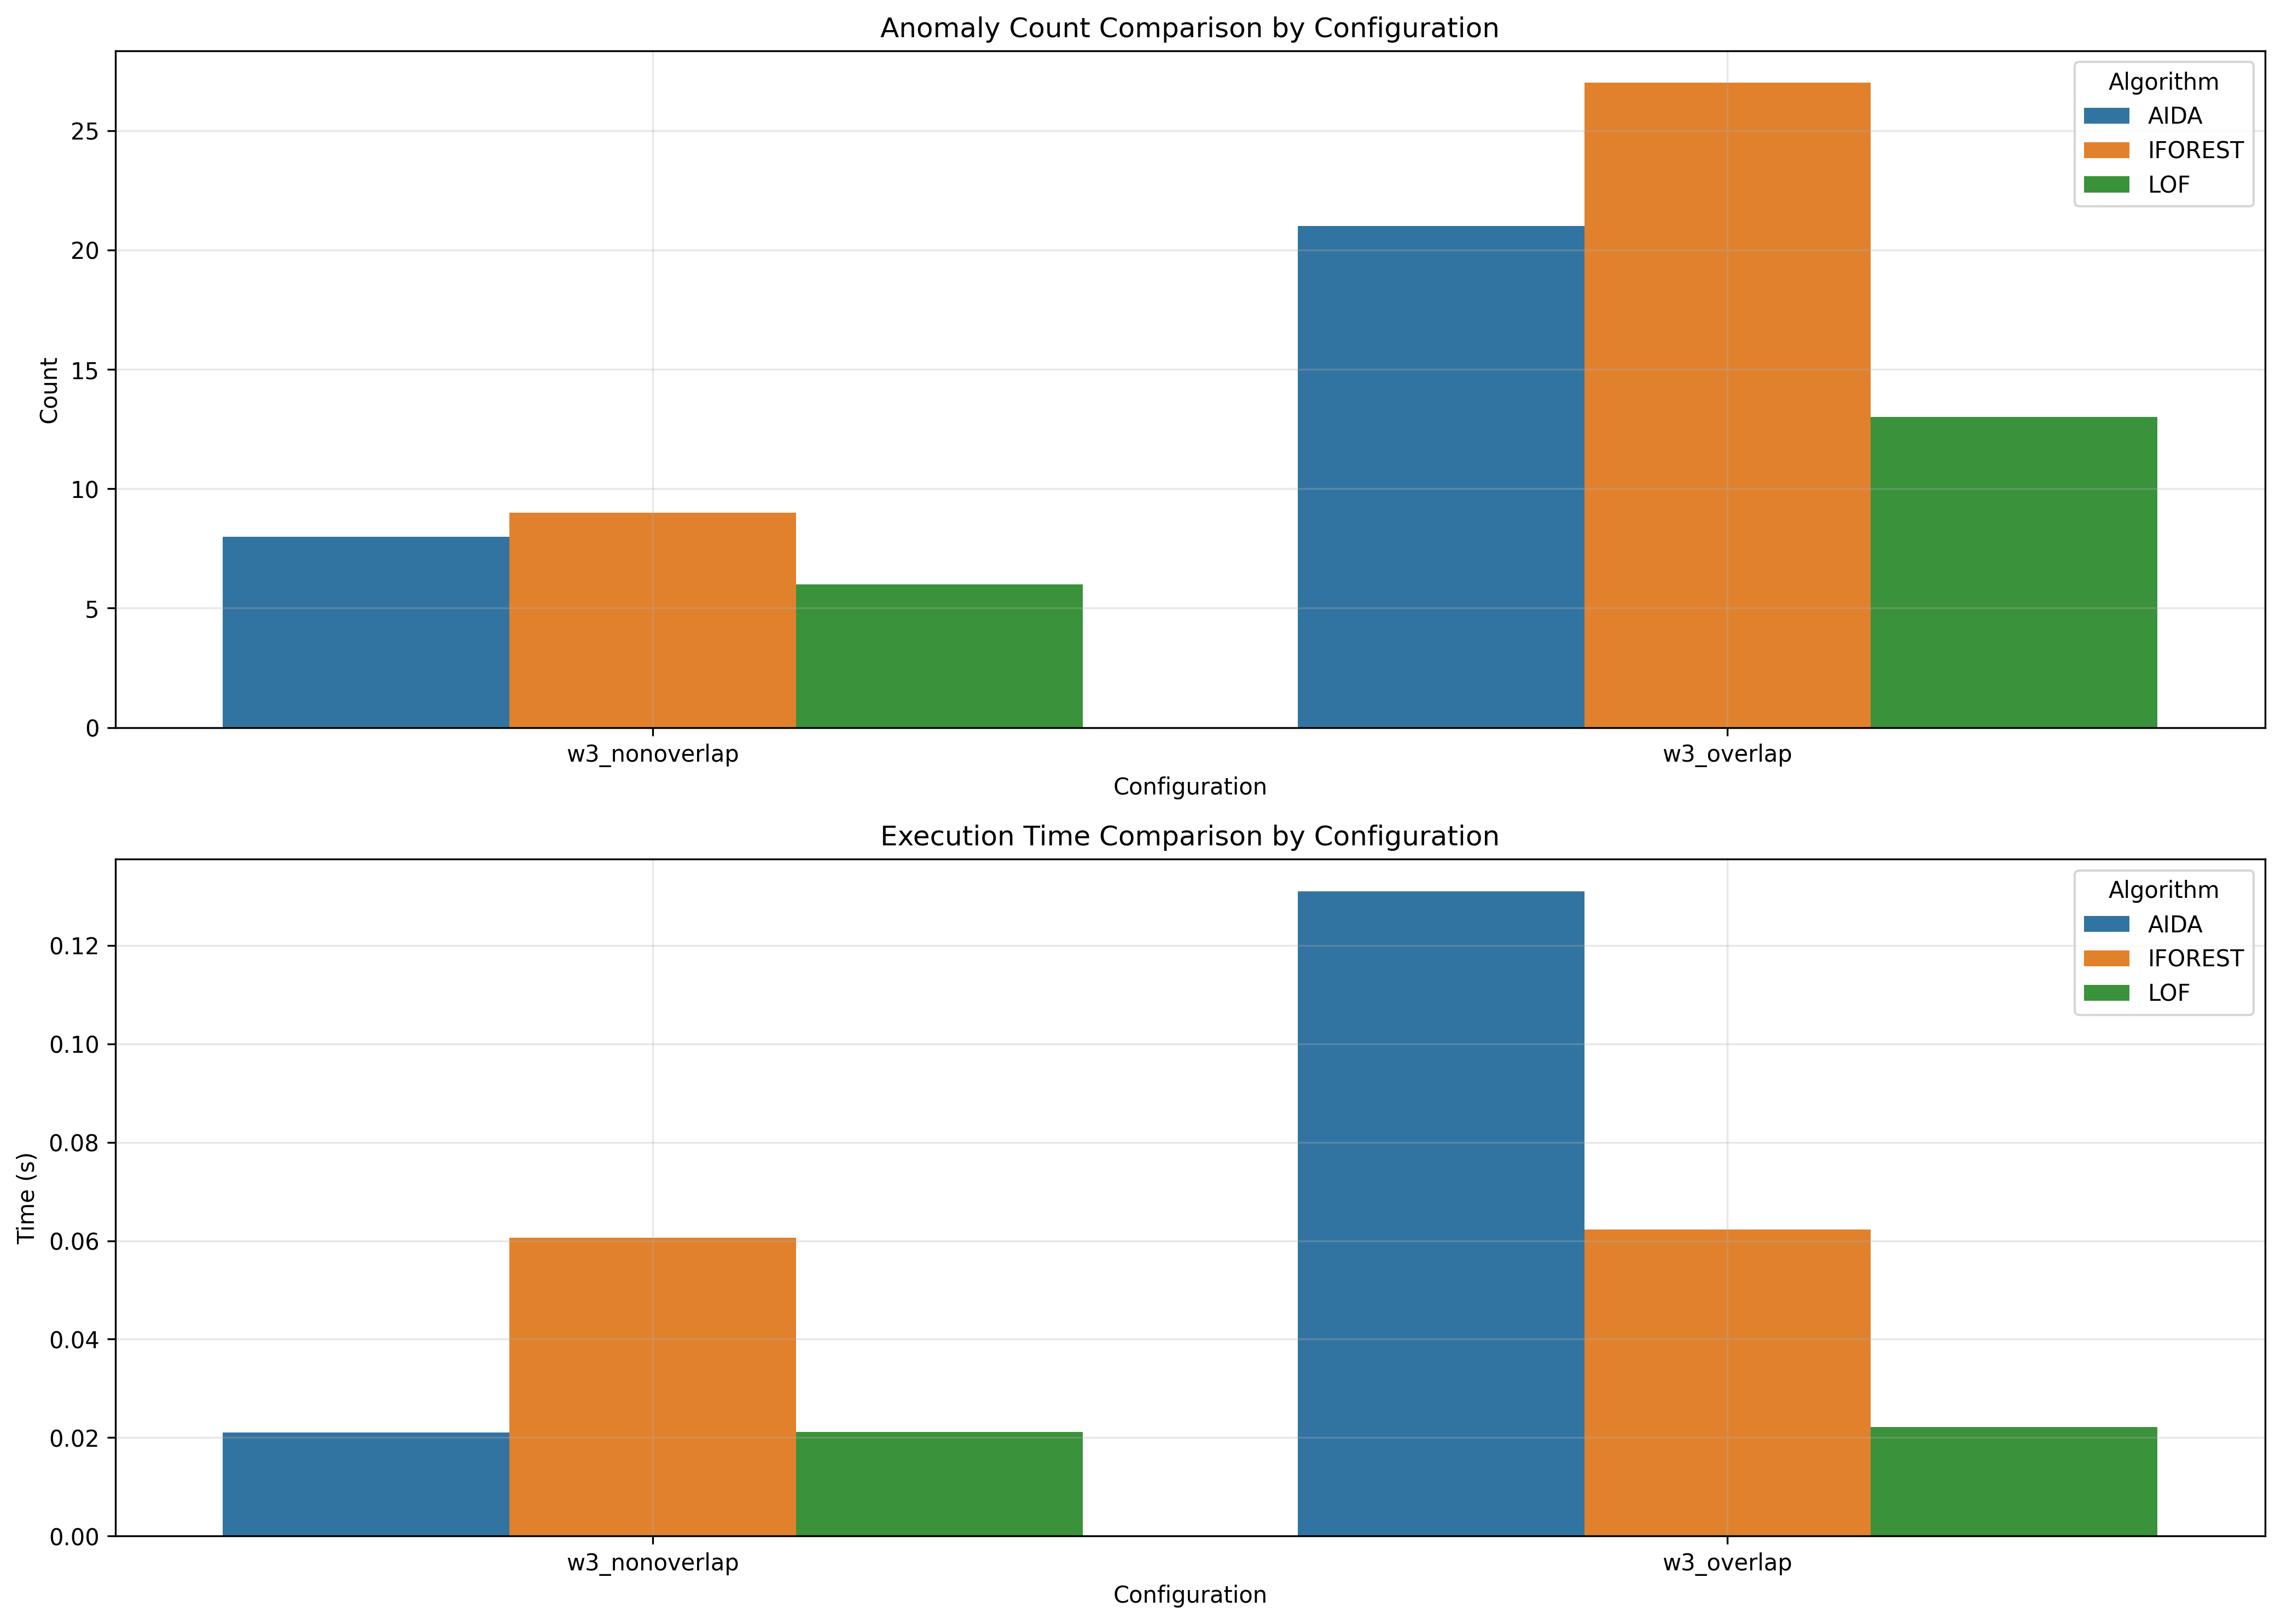 Anomaly Count Comparison by Configuration
Algorithm
AIDA
IFOREST
LOF
25
20
15
10
5
0
Count
w3_nonoverlap
w3_overlap
Configuration
Execution Time Comparison by Configuration
Algorithm
AIDA
IFOREST
LOF
0.12
0.10
0.08
0.06
0.04
0.02
0.00
Time (s)
w3_nonoverlap
w3_overlap
Configuration